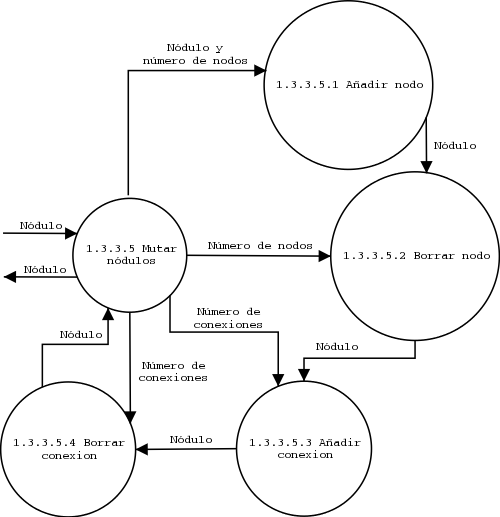 Nódulo y
número de nodos
1.3.3.5.1 Añadir nodo
Nódulo
Nódulo
1.3.3.5 Mutar
nódulos
Número de nodos
1.3.3.5.2 Borrar nodo
Nódulo
Número de
conexiones
Nódulo
Nódulo
Número de
conexiones
1.3.3.5.4 Borrar
conexion
Nódulo
1.3.3.5.3 Añadir
conexion